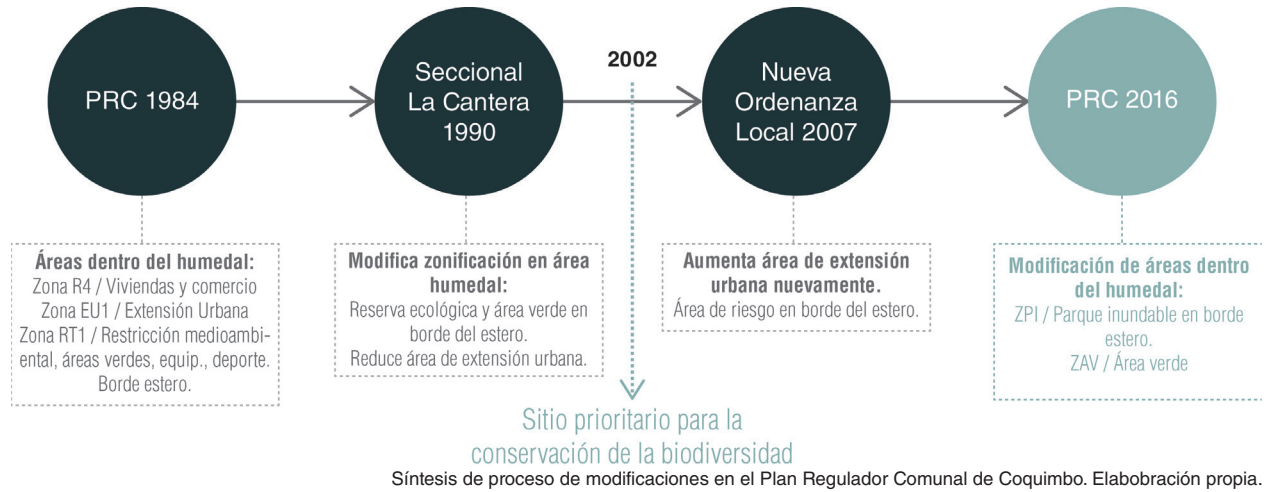 PRC 1984
Seccional
La Cantera
1990
2002
Nueva
Ordenanza
Local 2007
PRC 2016
Áreas dentro del humedal:
Zona R4 / Viviendas y comercio
Zona EU1 / Extensión Urbana
Zona RT1 / Restricción medioambi-
ental, áreas verdes, equip., deporte.
Borde estero.
Modifica zonificación en área
humedal:
Reserva ecológica y área verde en
borde del estero.
Reduce área de extensión urbana.
Aumenta área de extensión
urbana nuevamente.
Área de riesgo en borde del estero.
Modificación de áreas dentro
del humedal:
ZPI / Parque inundable en borde
estero.
ZAV / Área verde
Sitio prioritario para la
conservación de la biodiversidad
Síntesis de proceso de modificaciones en el Plan Regulador Comunal de Coquimbo. Elabobración propia.